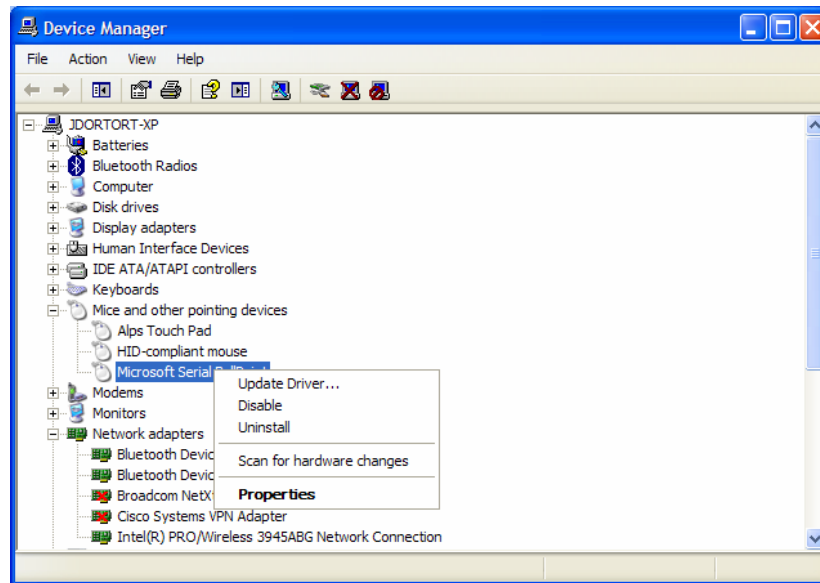 Device Manager
File Action View Help
JDORTORT-XP
Batteries
Bluetooth Radios
Computer
Disk drives
Display adapters
Human Interface Devices
IDE ATA/ATAPI controllers
Keyboards
Mice and other pointing devices
Alps Touch Pad
HID-compliant mouse
Microsoft Serial
Update Driver...
Disable
Uninstall
Scan for hardware changes
Properties
Modems
Monitors
Network adapters
Bluetooth Devic
Bluetooth Devic
Broadcom NetX
Cisco Systems VPN Adapter
Intel(R) PRO/Wireless 3945ABG Network Connection